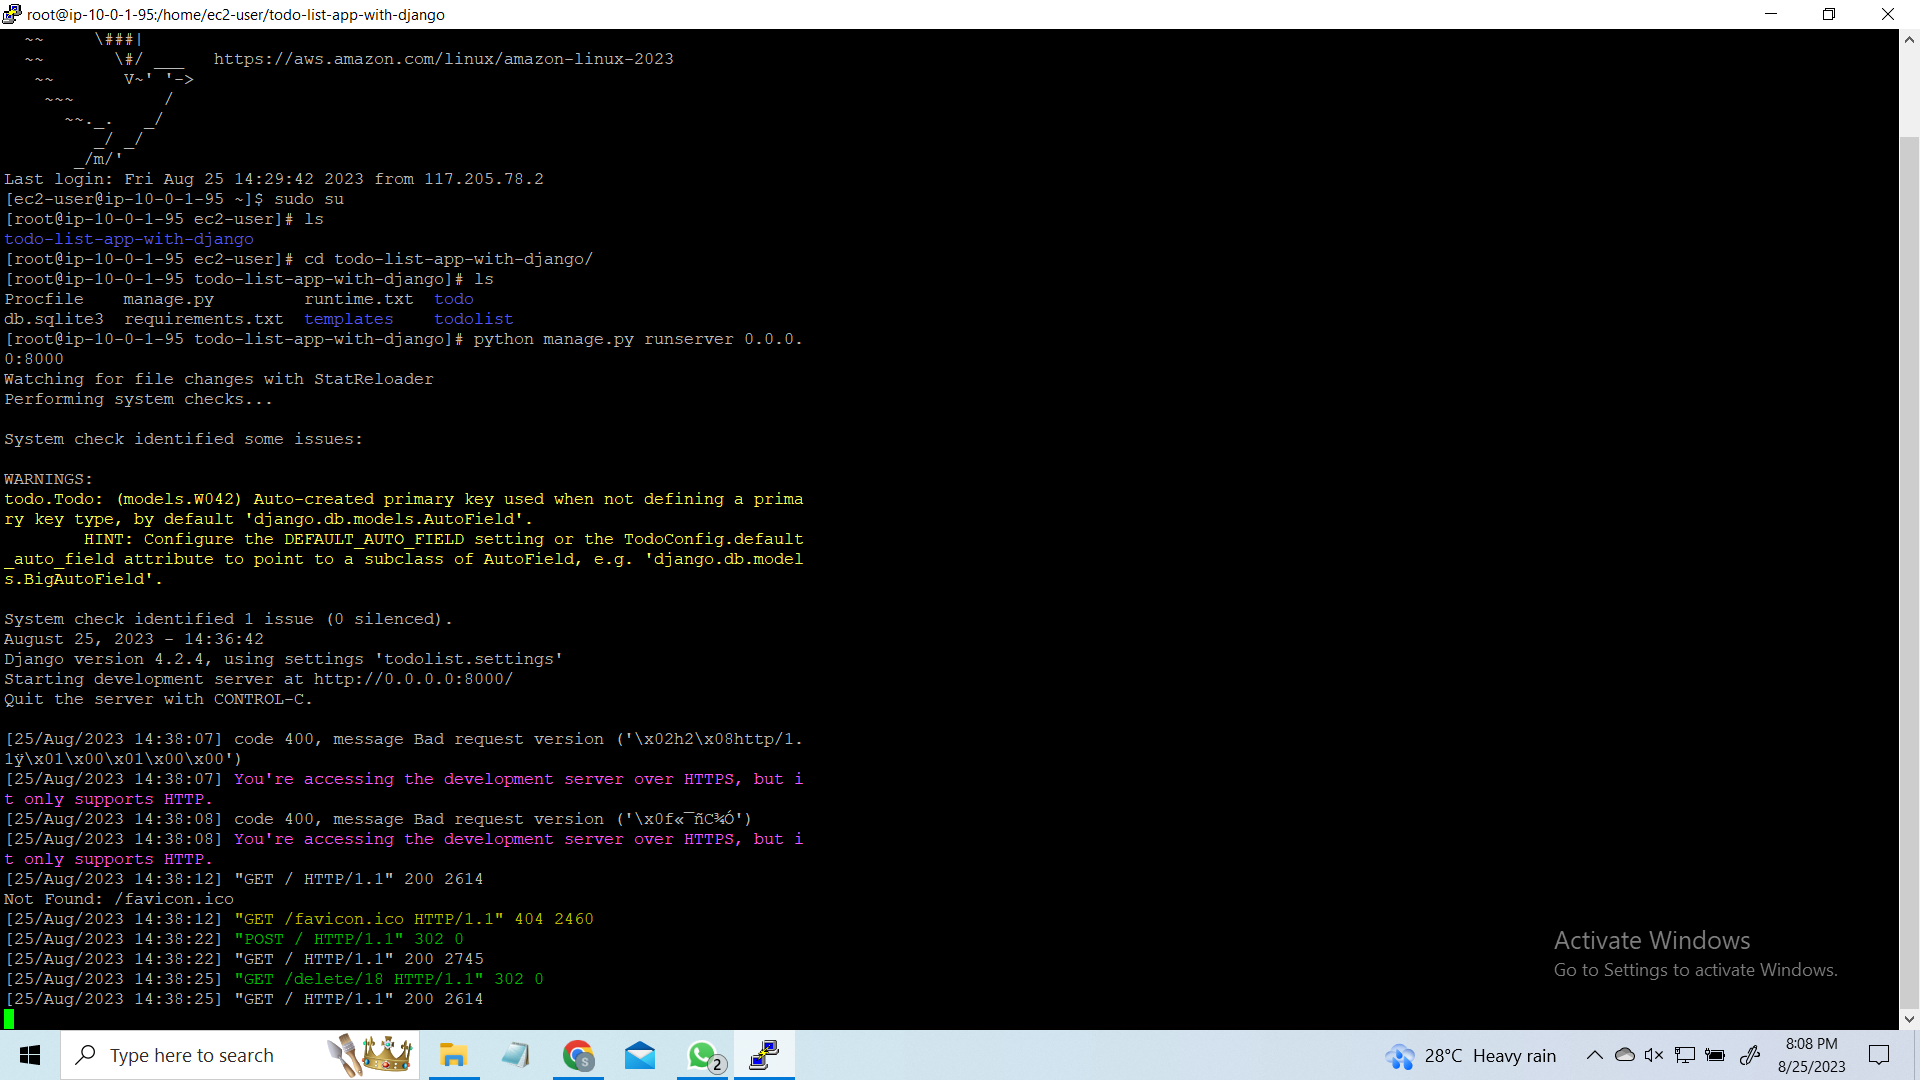 root@ip-10-0-1-95:/home/ec2-user/todo-list-app-with-django
~~      \###|
~~       \#/ ___   https://aws.amazon.com/linux/amazon-linux-2023
~~       V~' '->
~~~         /
~~._.   _/
_/ _/
_/m/'
Last login: Fri Aug 25 14:29:42 2023 from 117.205.78.2
[ec2-user@ip-10-0-1-95 ~]$ sudo su
[root@ip-10-0-1-95 ec2-user]# ls
todo-list-app-with-django
[root@ip-10-0-1-95 ec2-user]# cd todo-list-app-with-django/
[root@ip-10-0-1-95 todo-list-app-with-django]# ls
Procfile    manage.py         runtime.txt  todo
db.sqlite3  requirements.txt  templates    todolist
[root@ip-10-0-1-95 todo-list-app-with-django]# python manage.py runserver 0.0.0.
0:8000
Watching for file changes with StatReloader
Performing system checks...
System check identified some issues:
WARNINGS:
todo.Todo: (models.W042) Auto-created primary key used when not defining a prima
ry key type, by default 'django.db.models.AutoField'.
HINT: Configure the DEFAULT_AUTO_FIELD setting or the TodoConfig.default
_auto_field attribute to point to a subclass of AutoField, e.g. 'django.db.model
s.BigAutoField'.
System check identified 1 issue (0 silenced).
August 25, 2023 - 14:36:42
Django version 4.2.4, using settings 'todolist.settings'
Starting development server at http://0.0.0.0:8000/
Quit the server with CONTROL-C.
[25/Aug/2023 14:38:07] code 400, message Bad request version ('\x02h2\x08http/1.
1ÿ\x01\x00\x01\x00\x00')
[25/Aug/2023 14:38:07] You're accessing the development server over HTTPS, but i
t only supports HTTP.
[25/Aug/2023 14:38:08] code 400, message Bad request version ('\x0f«¯ñC¾Ó')
[25/Aug/2023 14:38:08] You're accessing the development server over HTTPS, but i
t only supports HTTP.
[25/Aug/2023 14:38:12] "GET / HTTP/1.1" 200 2614
Not Found: /favicon.ico
[25/Aug/2023 14:38:12] "GET /favicon.ico HTTP/1.1" 404 2460
[25/Aug/2023 14:38:22] "POST / HTTP/1.1" 302 0
[25/Aug/2023 14:38:22] "GET / HTTP/1.1" 200 2745
[25/Aug/2023 14:38:25] "GET /delete/18 HTTP/1.1" 302 0
[25/Aug/2023 14:38:25] "GET / HTTP/1.1" 200 2614
Activate Windows
Go to Settings to activate Windows.
Type here to search
S
2
28°C Heavy rain
8:08 PM
8/25/2023